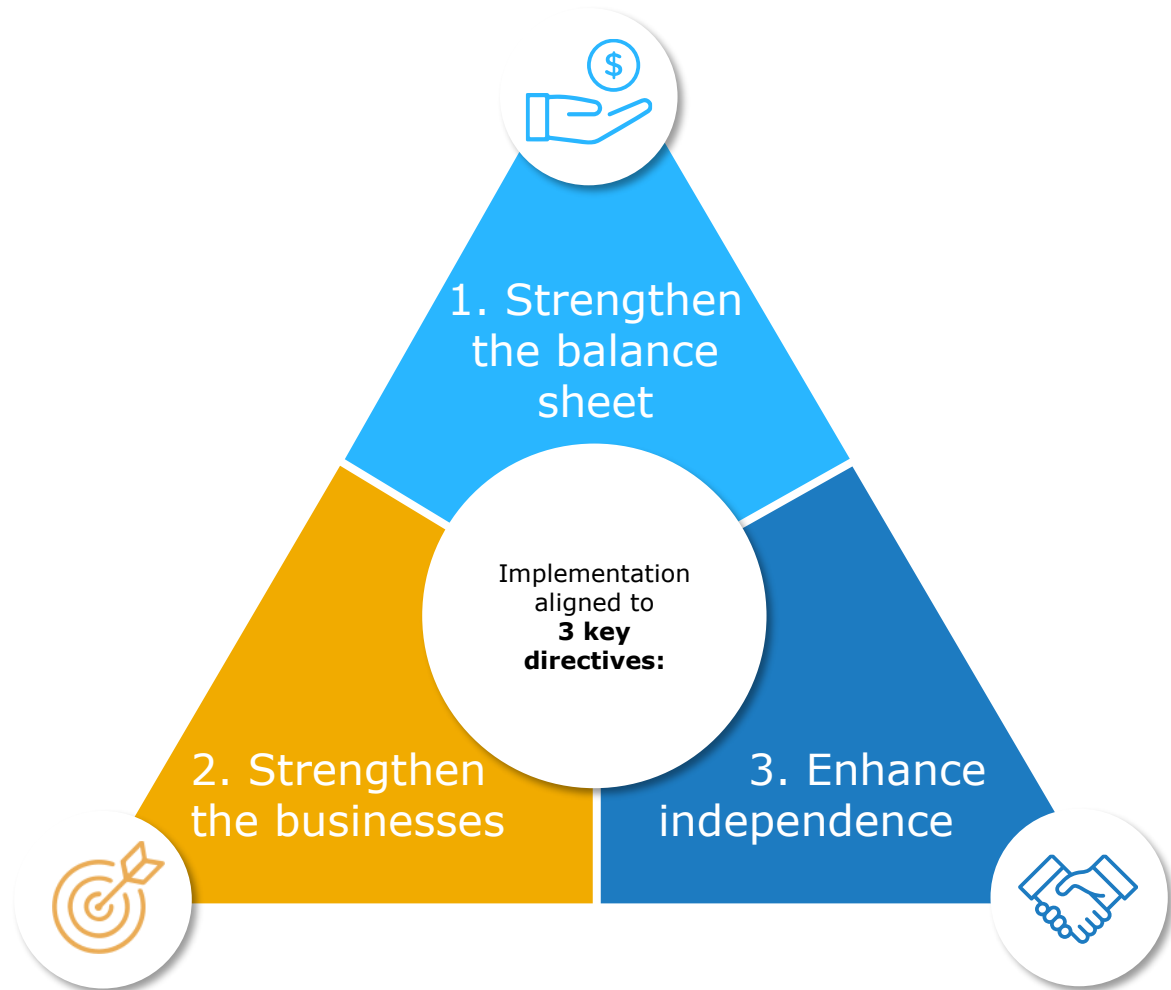 $
1. Strengthen
the balance
sheet
Implementation
aligned to
3 key
directives:
2. Strengthen
the businesses
3. Enhance
independence